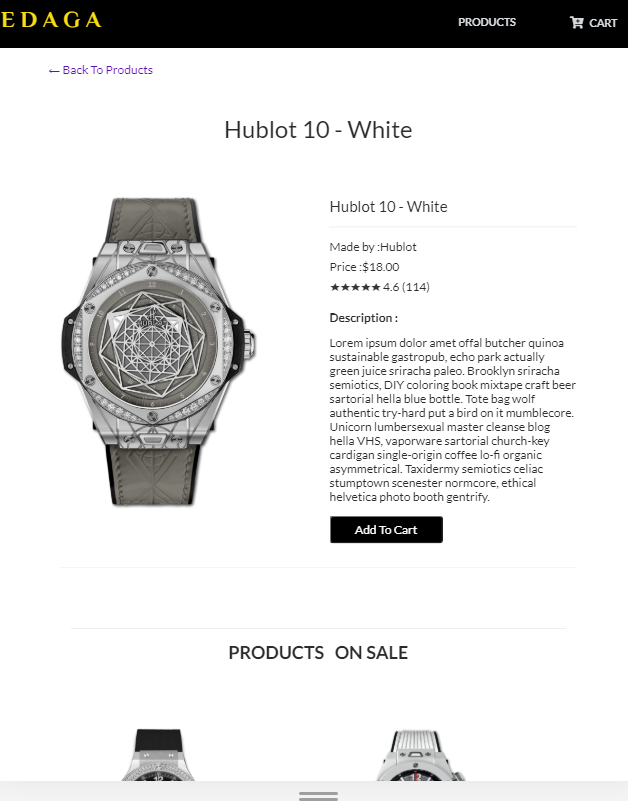 EDAGA
PRODUCTS
CART
← Back To Products
Hublot 10 - White
Hublot 10 - White
Made by :Hublot
Price :$18.00
★★★★★ 4.6 (114)
Description :
Lorem ipsum dolor amet offal butcher quinoa
sustainable gastropub, echo park actually
green juice sriracha paleo. Brooklyn sriracha
semiotics, DIY coloring book mixtape craft beer
sartorial hella blue bottle. Tote bag wolf
authentic try-hard put a bird on it mumblecore.
Unicorn lumbersexual master cleanse blog
hella VHS, vaporware sartorial church-key
cardigan single-origin coffee lo-fi organic
asymmetrical. Taxidermy semiotics celiac
stumptown scenester normcore, ethical
helvetica photo booth gentrify.
Add To Cart
PRODUCTS ON SALE